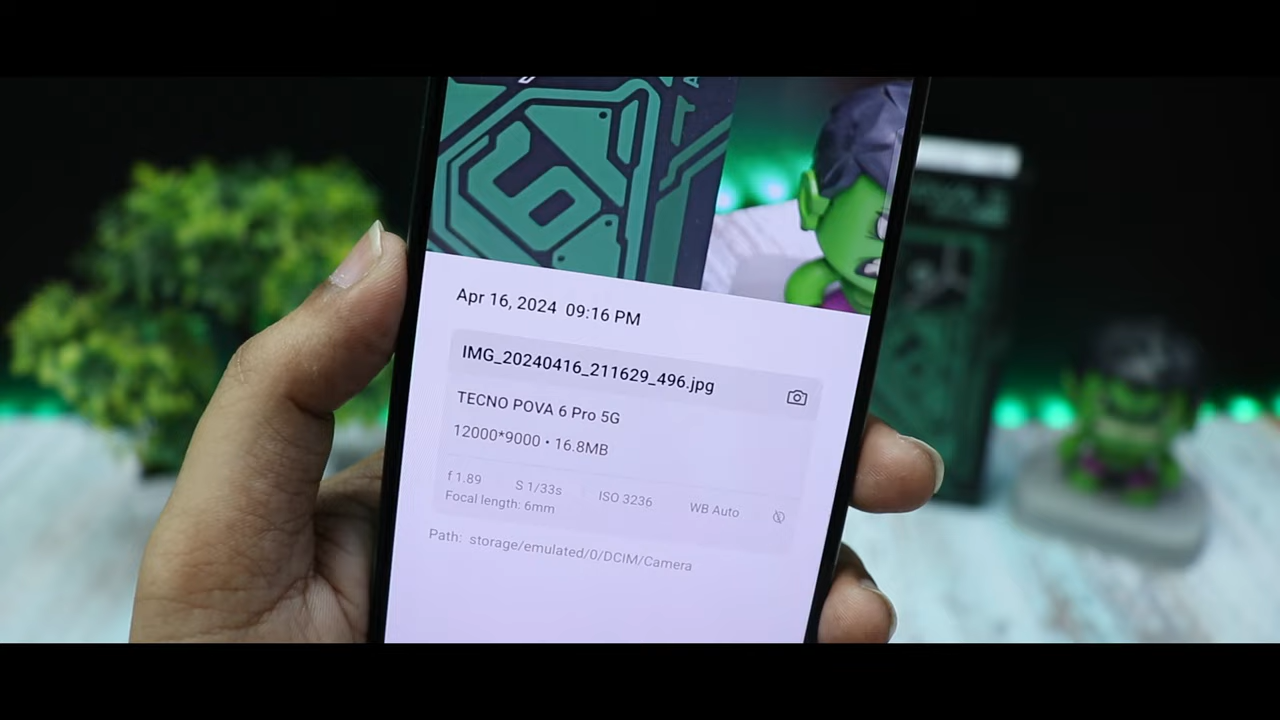 6
Apr 16, 2024 09:16 PM
IMG_20240416_211629_496.jpg
TECNO POVA 6 Pro 5G
12000*9000 • 16.8MB
f 1.89 S 1/33s ISO 3236 WB Auto
Focal length: 6mm
Path: storage/emulated/0/DCIM/Camera